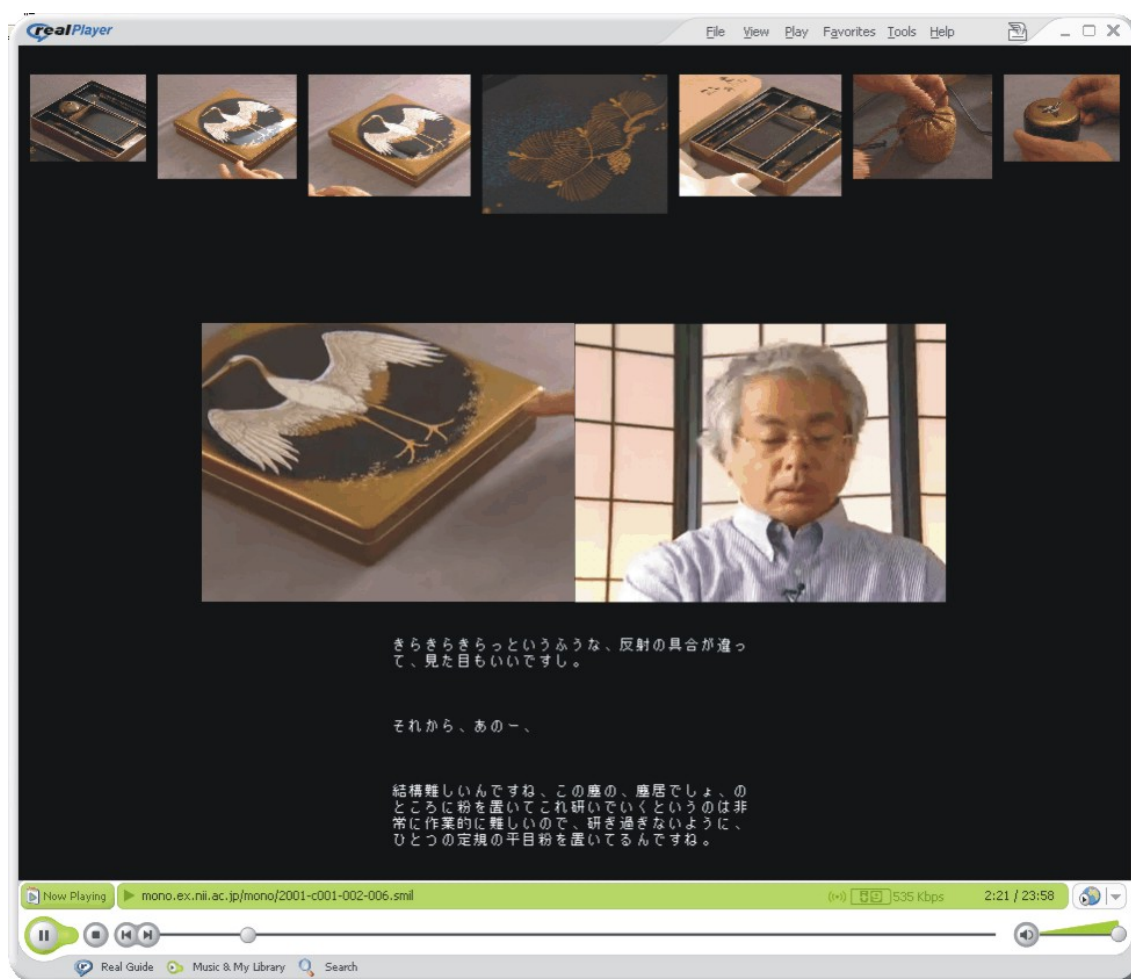 realPlayer
File View Play Favorites Tools Help
きらきらきらっというふうな、反射の具合が違っ
て、見た目もいいですし。
それから、あのー、
結構難しいんですね、この塵の、塵居でしょ、の
ところに粉を置いてこれ研いでいくというのは非
常に作業的に難しいので、研ぎ過ぎないように、
ひとつの定規の平目粉を置いてるんですね。
Now Playing mono.ex.nii.ac.jp/mono/2001-c001-002-006.smil 535 Kbps 2:21 / 23:58
Real Guide Music & My Library Search